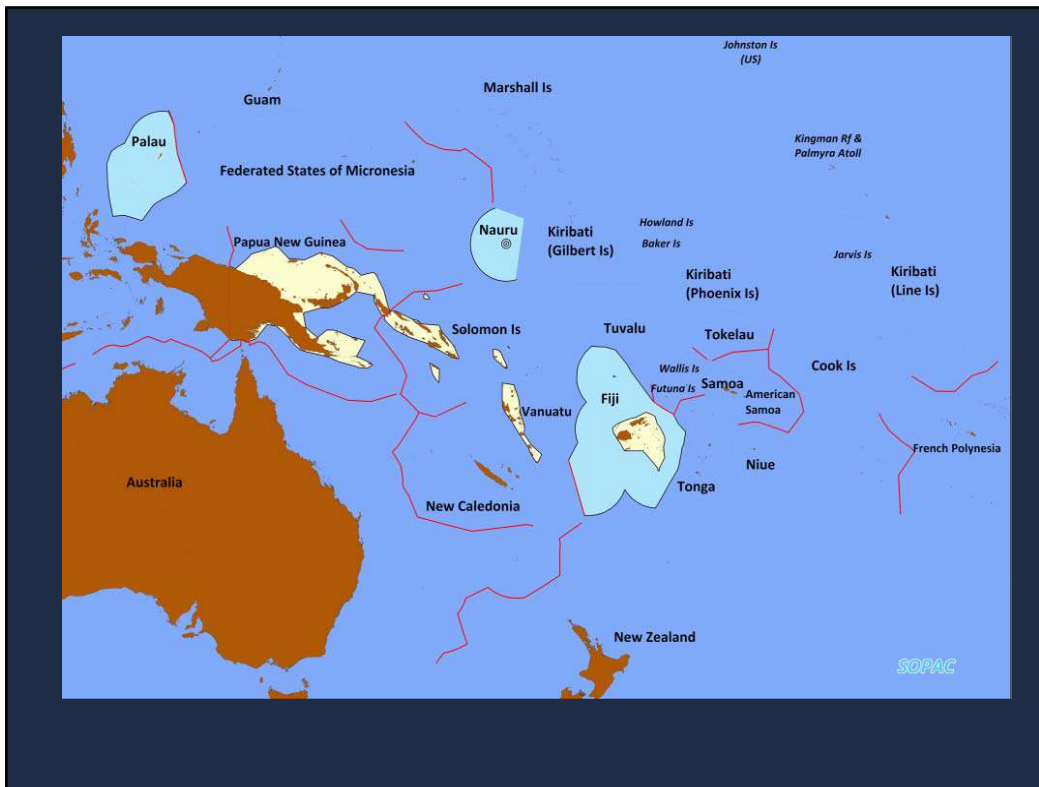 Johnston Is
(US)
Marshall Is
Guam
Palau
Kingman Rf &
Palmyra Atoll
Federated States of Micronesia
Howland Is
Nauru
Kiribati
(Gilbert Is)
Papua New Guinea
Baker Is
Jarvis Is
Kiribati
(Phoenix Is)
Kiribati
(Line Is)
Solomon Is
Tuvalu
Tokelau
Wallis Is
Cook Is
Futuna Is
Samoa
Fiji
American
Samoa
Vanuatu
French Polynesia
Niue
Australia
Tonga
New Caledonia
New Zealand
SOPAC